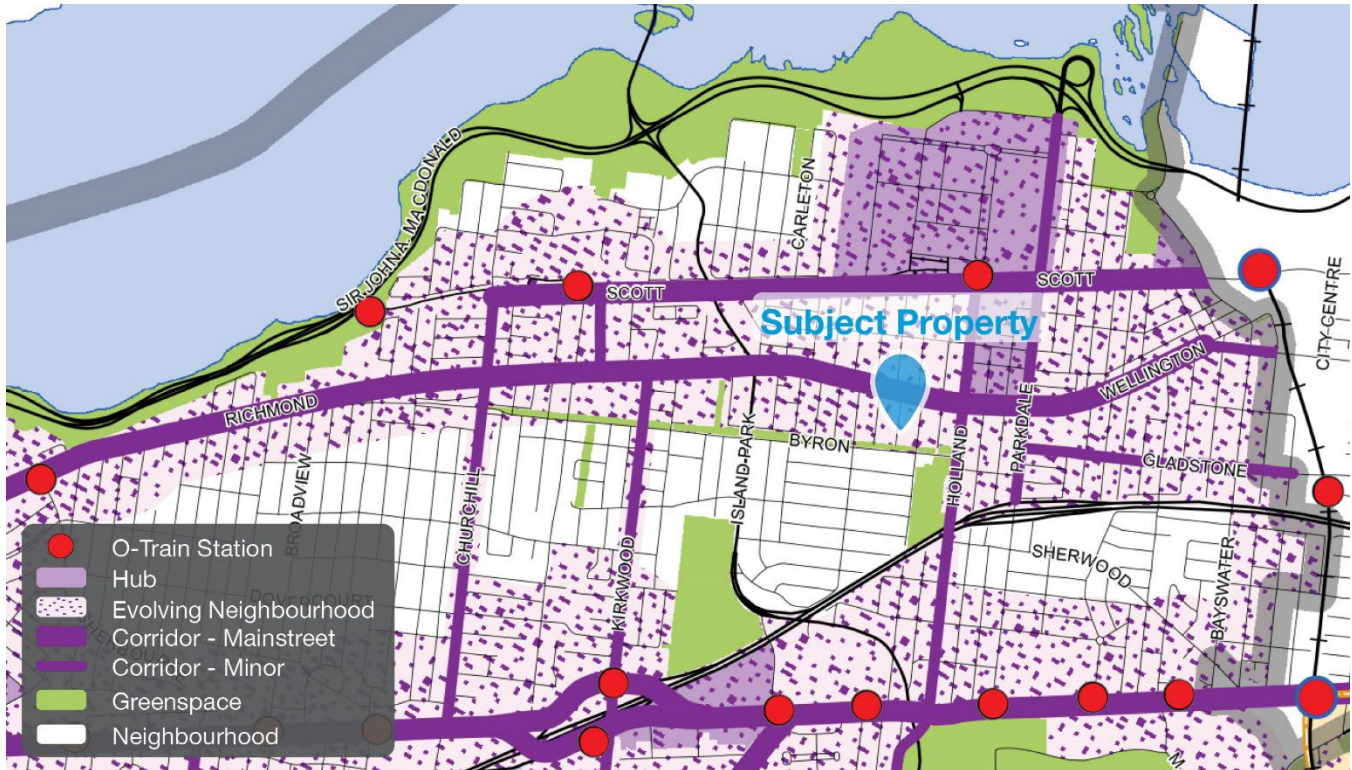 SIR JOHN A. MACDONALD
CARLETON
SCOTT
SCOTT
CITY CENTRE
Subject Property
WELLINGTON
RICHMOND
PARKDALE
BYRON
ISLAND PARK
HOLLAND
GLADSTONE
BROADVIEW
CHURCHILL
KIRKWOOD
SHERWOOD
BAYSWATER
DOVERCOURT
O-Train Station
Hub
Evolving Neighbourhood
Corridor - Mainstreet
Corridor - Minor
Greenspace
Neighbourhood